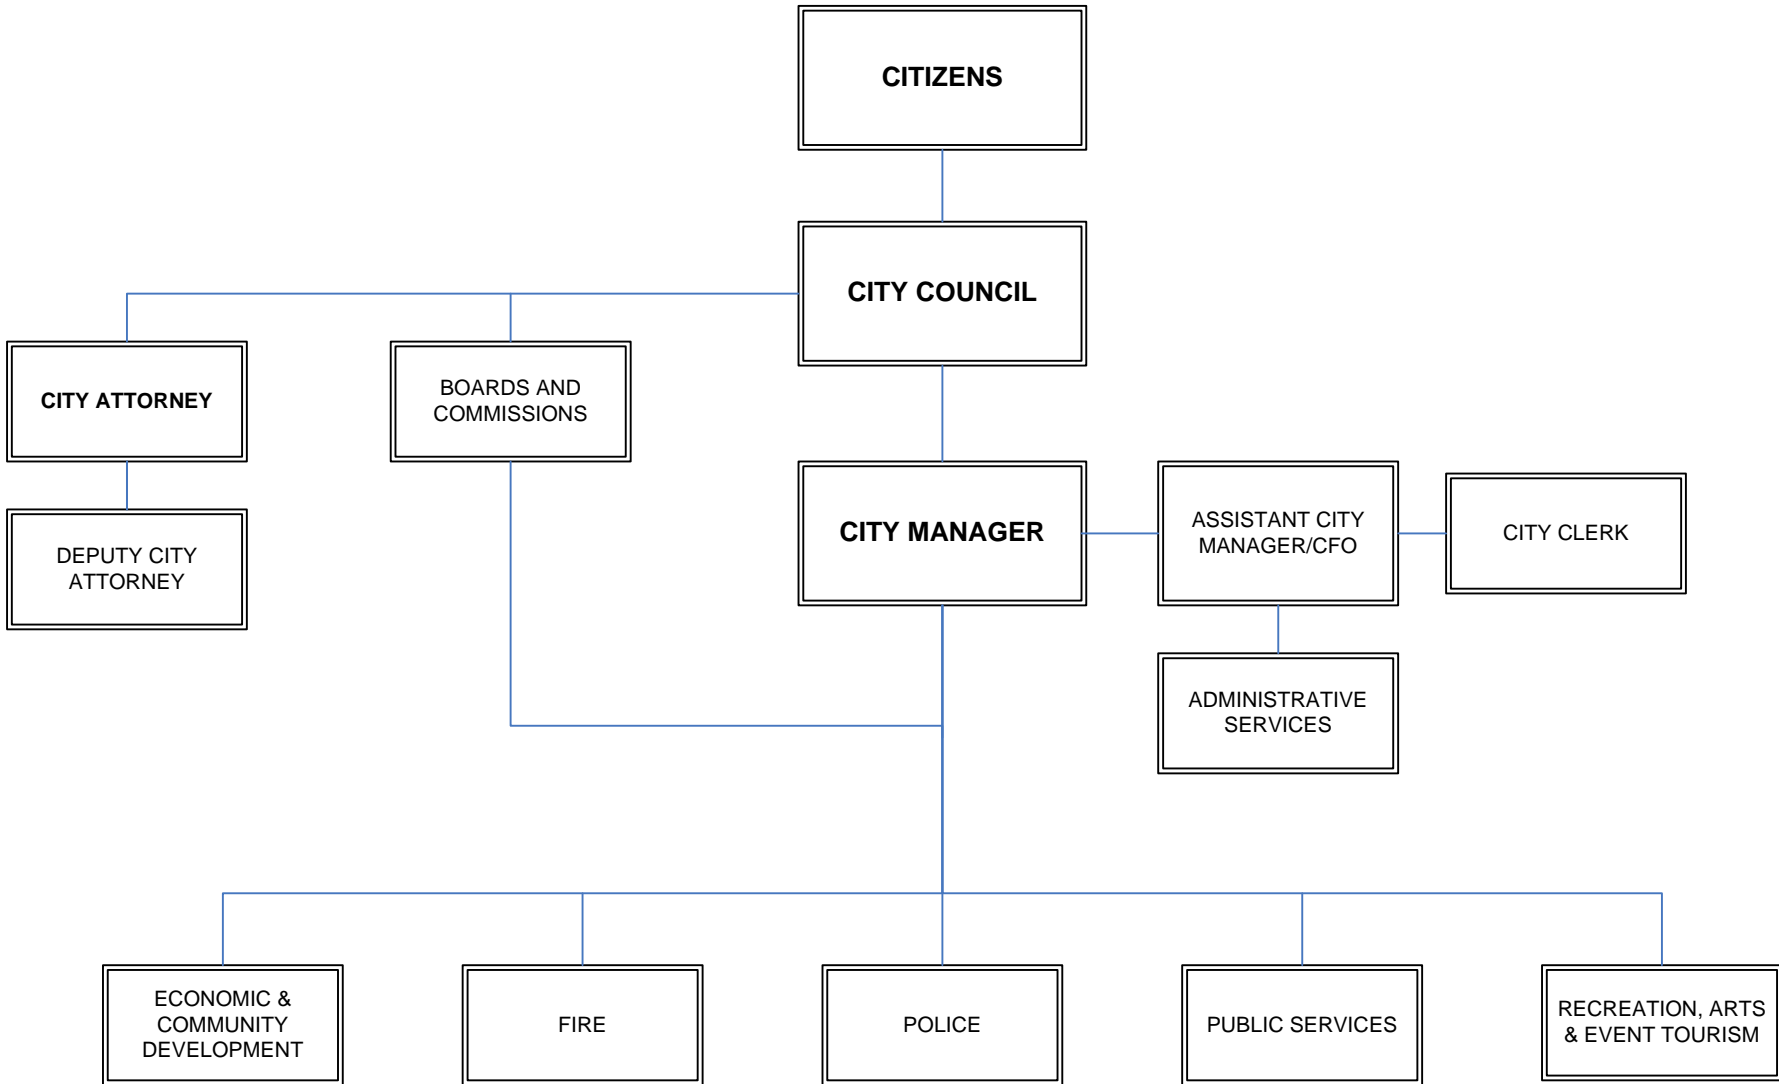 CITIZENS
CITY COUNCIL
CITY ATTORNEY
BOARDS AND
COMMISSIONS
CITY MANAGER
ASSISTANT CITY
MANAGER/CFO
CITY CLERK
DEPUTY CITY
ATTORNEY
ADMINISTRATIVE
SERVICES
ECONOMIC &
COMMUNITY
DEVELOPMENT
FIRE
POLICE
PUBLIC SERVICES
RECREATION, ARTS
& EVENT TOURISM